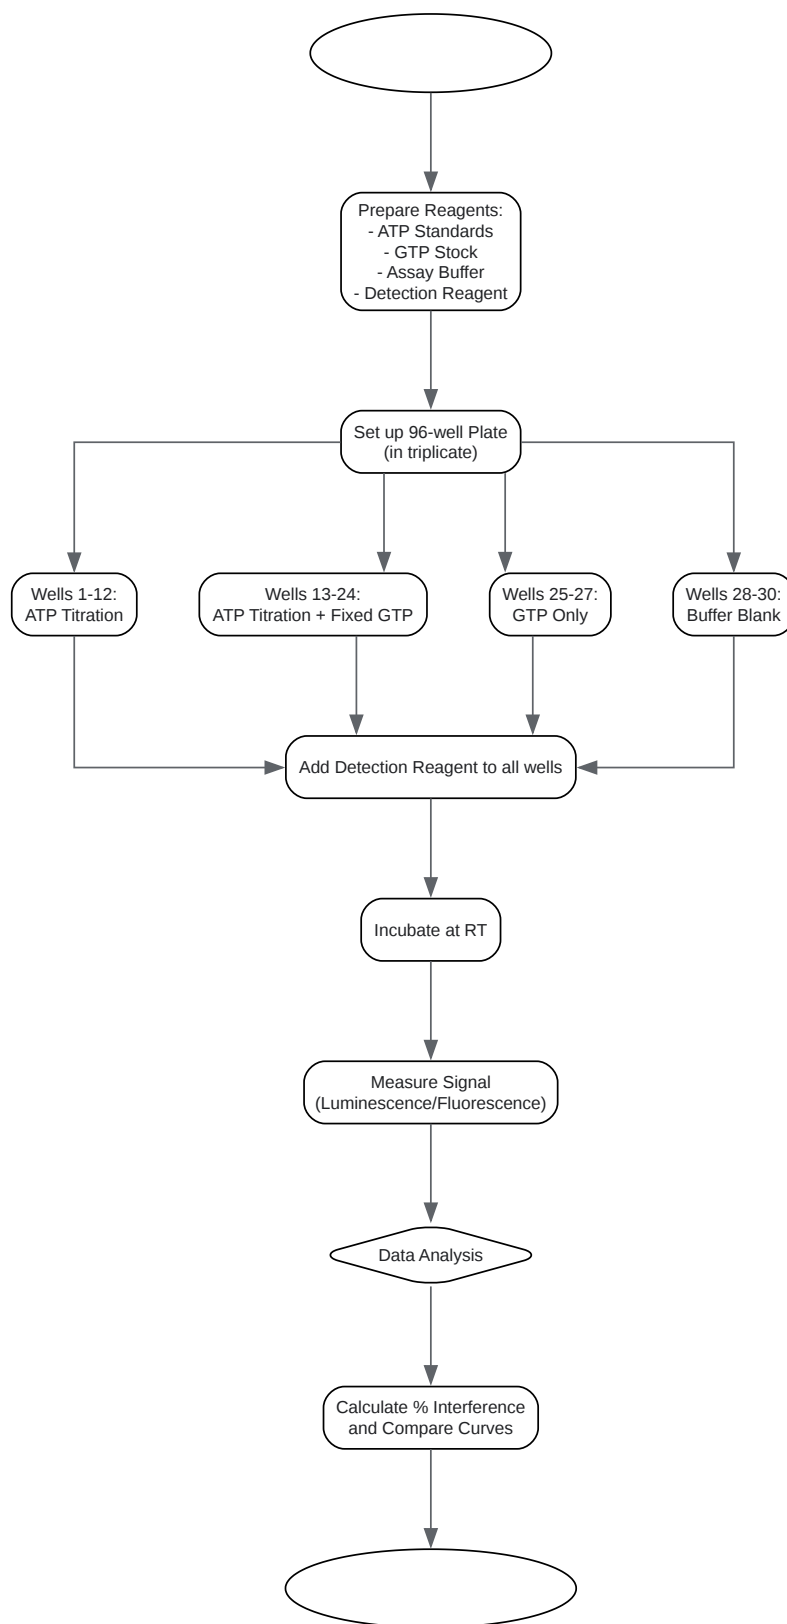 Prepare Reagents:
- ATP Standards
- GTP Stock
- Assay Buffer
- Detection Reagent
Set up 96-well Plate
(in triplicate)
Wells 1-12:
ATP Titration
Wells 13-24:
ATP Titration + Fixed GTP
Wells 25-27:
GTP Only
Wells 28-30:
Buffer Blank
Add Detection Reagent to all wells
Incubate at RT
Measure Signal
(Luminescence/Fluorescence)
Data Analysis
Calculate % Interference
and Compare Curves